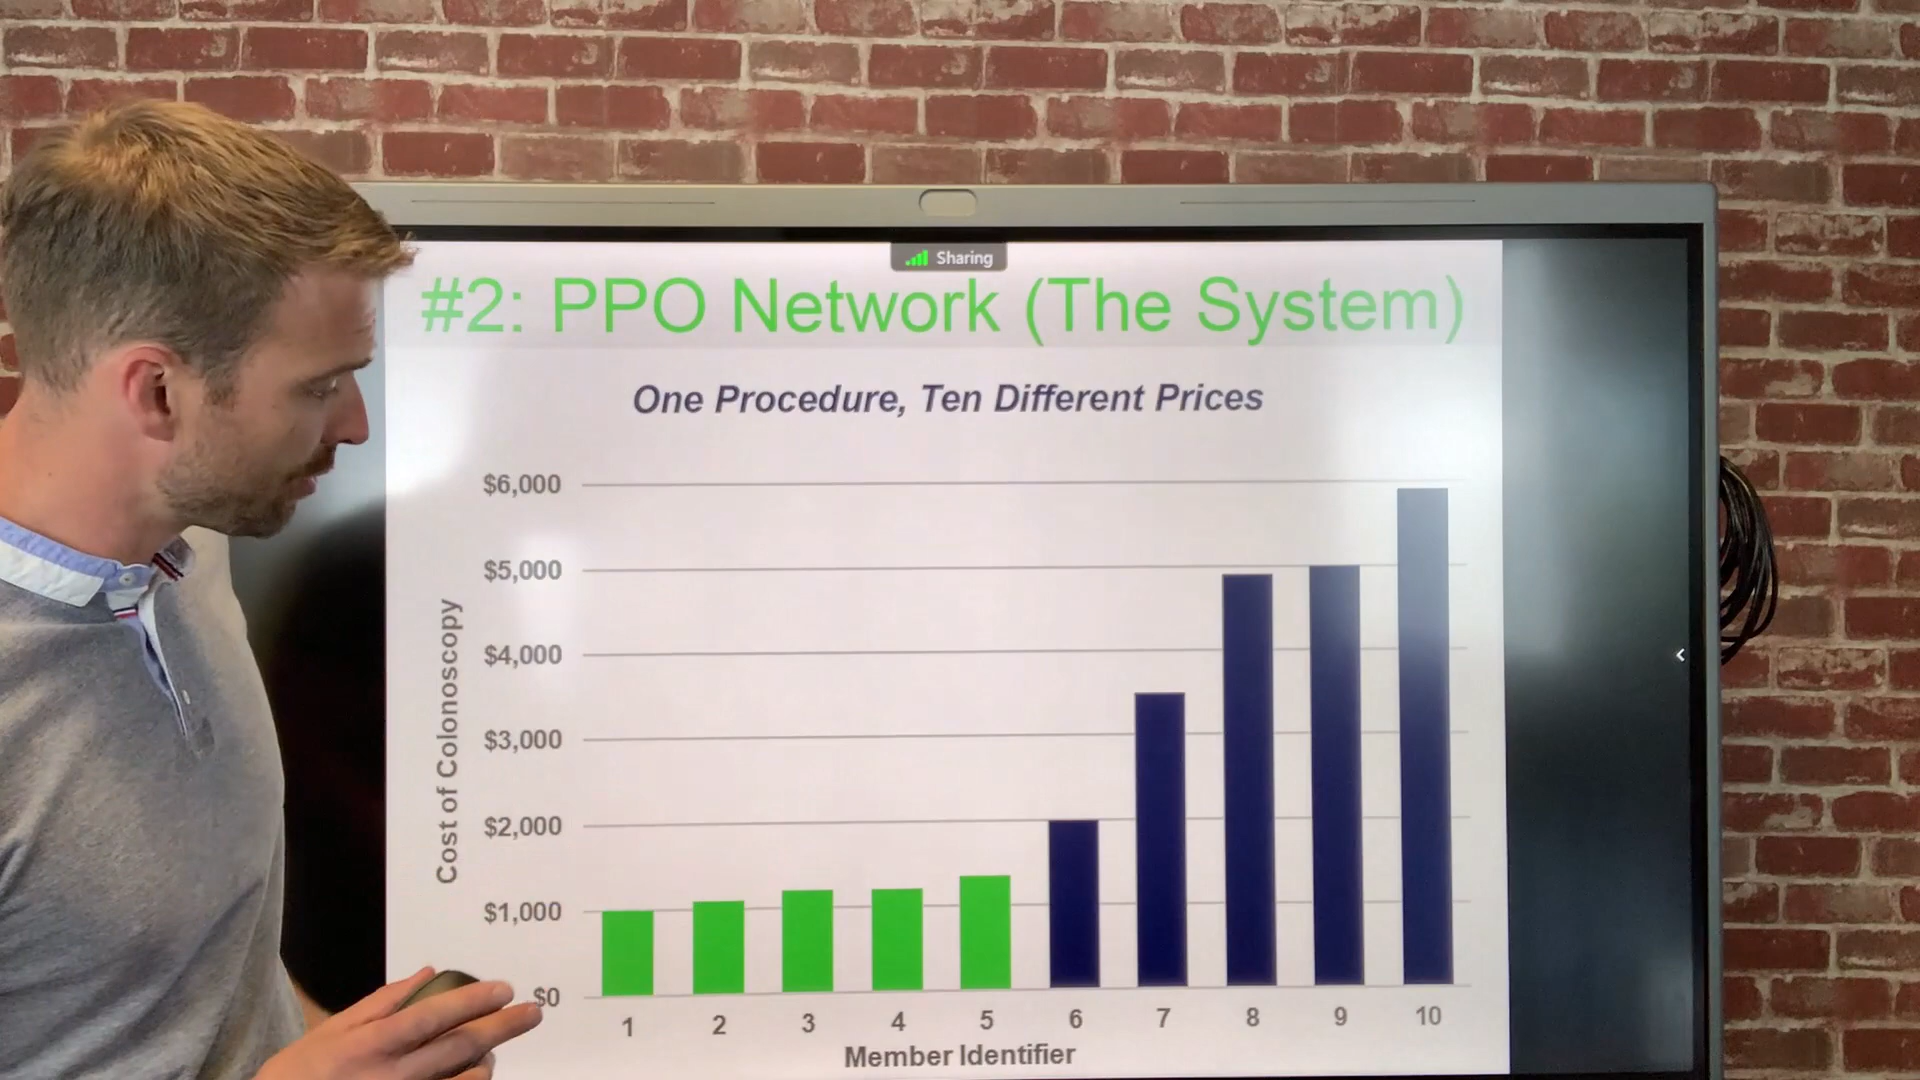 Sharing
#2: PPO Network (The System)
One Procedure, Ten Different Prices
$6,000
$5,000
$4,000
$3,000
$2,000
$1,000
$0
Cost of Colonoscopy
1 2 3 4 5 6 7 8 9 10
Member Identifier